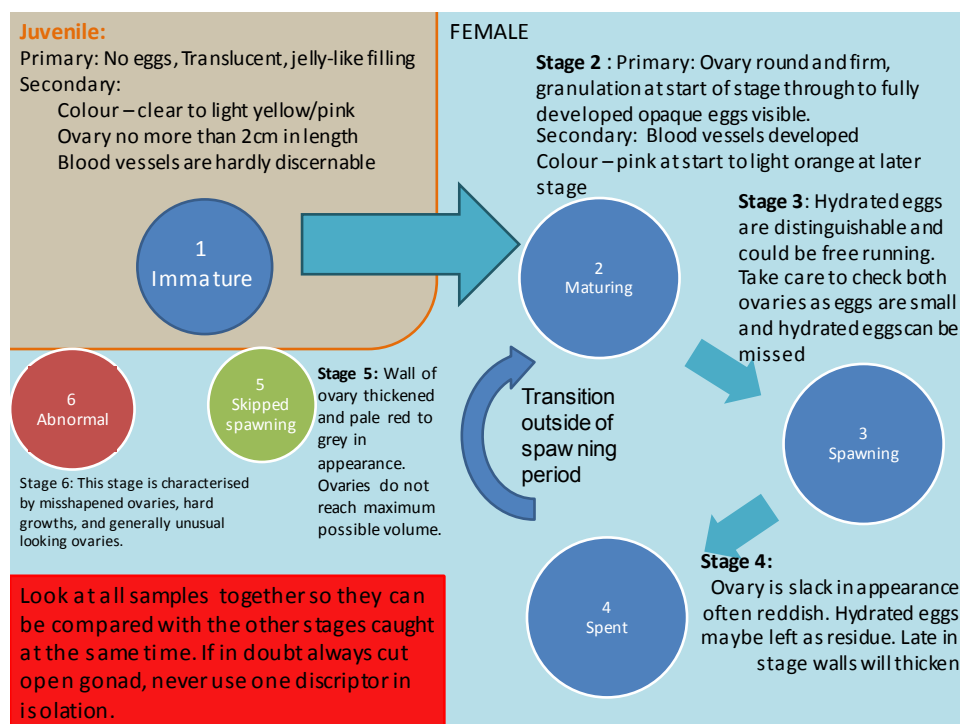 Juvenile:
Primary: No eggs, Translucent, jelly-like filling
Secondary:
Colour – clear to light yellow/pink
Ovary no more than 2cm in length
Blood vessels are hardly discernable
1
Immature
FEMALE
Stage 2 : Primary: Ovary round and firm,
granulation at start of stage through to fully
developed opaque eggs visible.
Secondary: Blood vessels developed
Colour – pink at start to light orange at later
stage
2
Maturing
Stage 3: Hydrated eggs
are distinguishable and
could be free running.
Take care to check both
ovaries as eggs are small
and hydrated eggs can be
missed
3
Spawning
6
Abnormal
5
Skipped
spawning
Stage 5: Wall of
ovary thickened
and pale red to
grey in
appearance.
Ovaries do not
reach maximum
possible volume.
Transition
outside of
spawning
period
Stage 6: This stage is characterised
by misshapened ovaries, hard
growths, and generally unusual
looking ovaries.
4
Spent
Stage 4:
Ovary is slack in appearance
often reddish. Hydrated eggs
maybe left as residue. Late in
stage walls will thicken
Look at all samples together so they can
be compared with the other stages caught
at the same time. If in doubt always cut
open gonad, never use one discriptor in
isolation.